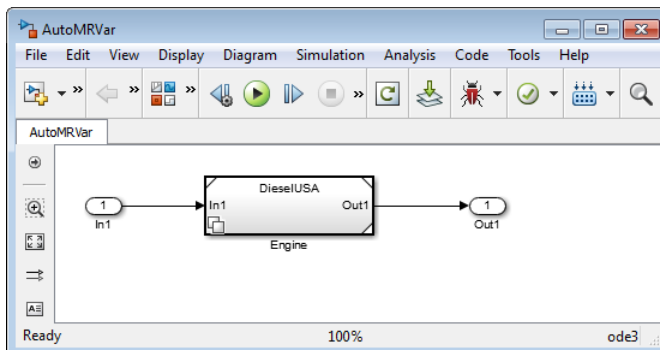 AutoMRVar
File Edit View Display Diagram Simulation Analysis Code Tools Help
» » » »
AutoMRVar
DieselUSA
1 In1 Out1 1
In1 Out1
Engine
Ready 100% ode3